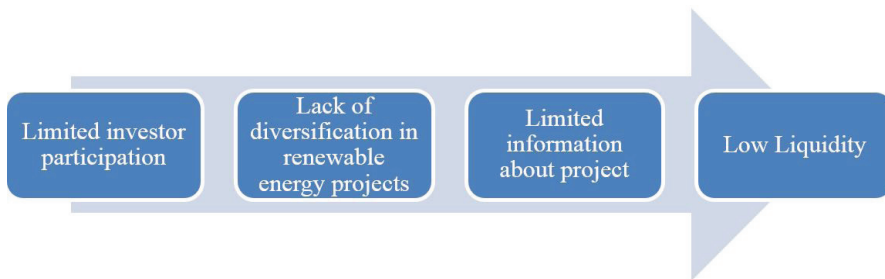 Limited investor
participation
Lack of
diversification in
renewable
energy projects
Limited
information
about project
Low Liquidity